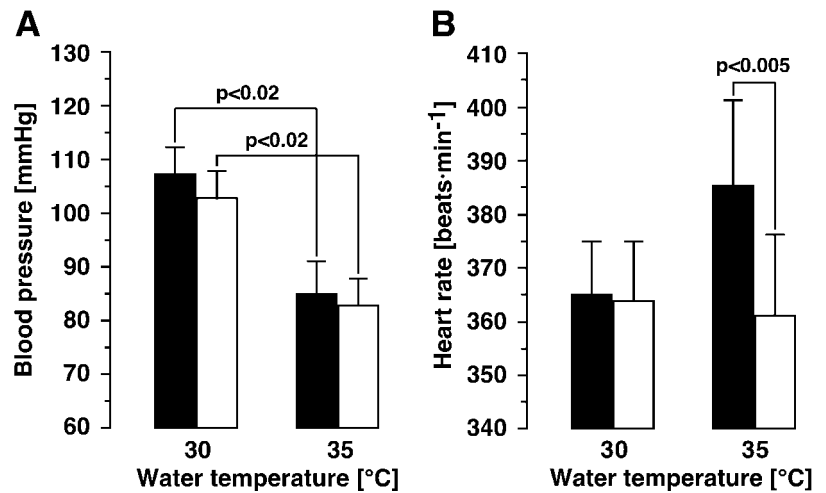 A
130
120
110
100
90
80
70
60
Blood pressure [mmHg]
p<0.02
p<0.02
30 35
Water temperature [°C]
B
410
400
390
380
370
360
350
340
Heart rate [beats·min-1]
p<0.005
30 35
Water temperature [°C]